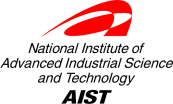 National Institute of
Advanced Industrial Science
and Technology
AIST